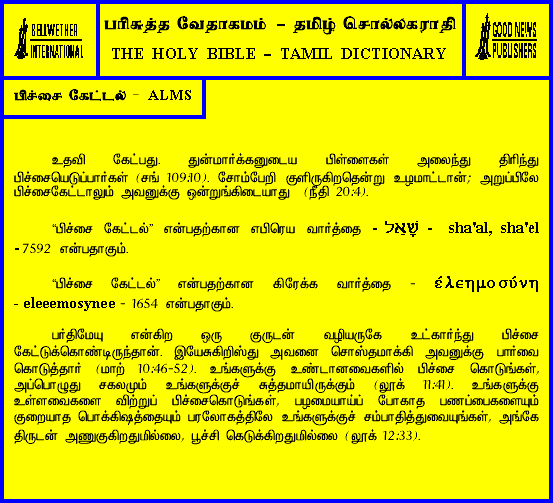 BELLWETHER
INTERNATIONAL
பரிசுத்த வேதாகமம் – தமிழ் சொல்லகராதி
THE HOLY BIBLE – TAMIL DICTIONARY
GOOD NEWS
PUBLISHERS
பிச்சை கேட்டல் – ALMS
உதவி கேட்பது. துன்மார்க்கனுடைய பிள்ளைகள் அலைந்து திரிந்து
பிச்சையெடுப்பார்கள் (சங் 109:10). சோம்பேறி குளிருகிறதென்று உழமாட்டான்; அறுப்பிலே
பிச்சைகேட்டாலும் அவனுக்கு ஒன்றுங்கிடையாது (நீதி 20:4).
“பிச்சை கேட்டல்” என்பதற்கான எபிரெய வார்த்தை - שָׁאַל - sha'al, sha'el
- 7592 என்பதாகும்.
“பிச்சை கேட்டல்” என்பதற்கான கிரேக்க வார்த்தை - έλεημοσύνη
- eleeemosynee - 1654 என்பதாகும்.
பர்திமேயு என்கிற ஒரு குருடன் வழியருகே உட்கார்ந்து பிச்சை
கேட்டுக்கொண்டிருந்தான். இயேசுகிறிஸ்து அவனை சொஸ்தமாக்கி அவனுக்கு பார்வை
கொடுத்தார் (மாற் 10:46-52). உங்களுக்கு உண்டானவைகளில் பிச்சை கொடுங்கள்,
அப்பொழுது சகலமும் உங்களுக்குச் சுத்தமாயிருக்கும் (லூக் 11:41). உங்களுக்கு
உள்ளவைகளை விற்றுப் பிச்சைகொடுங்கள், பழமையாய்ப் போகாத பணப்பைகளையும்
குறையாத பொக்கிஷத்தையும் பரலோகத்திலே உங்களுக்குச் சம்பாதித்துவையுங்கள், அங்கே
திருடன் அணுகுகிறதுமில்லை, பூச்சி கெடுக்கிறதுமில்லை (லூக் 12:33).